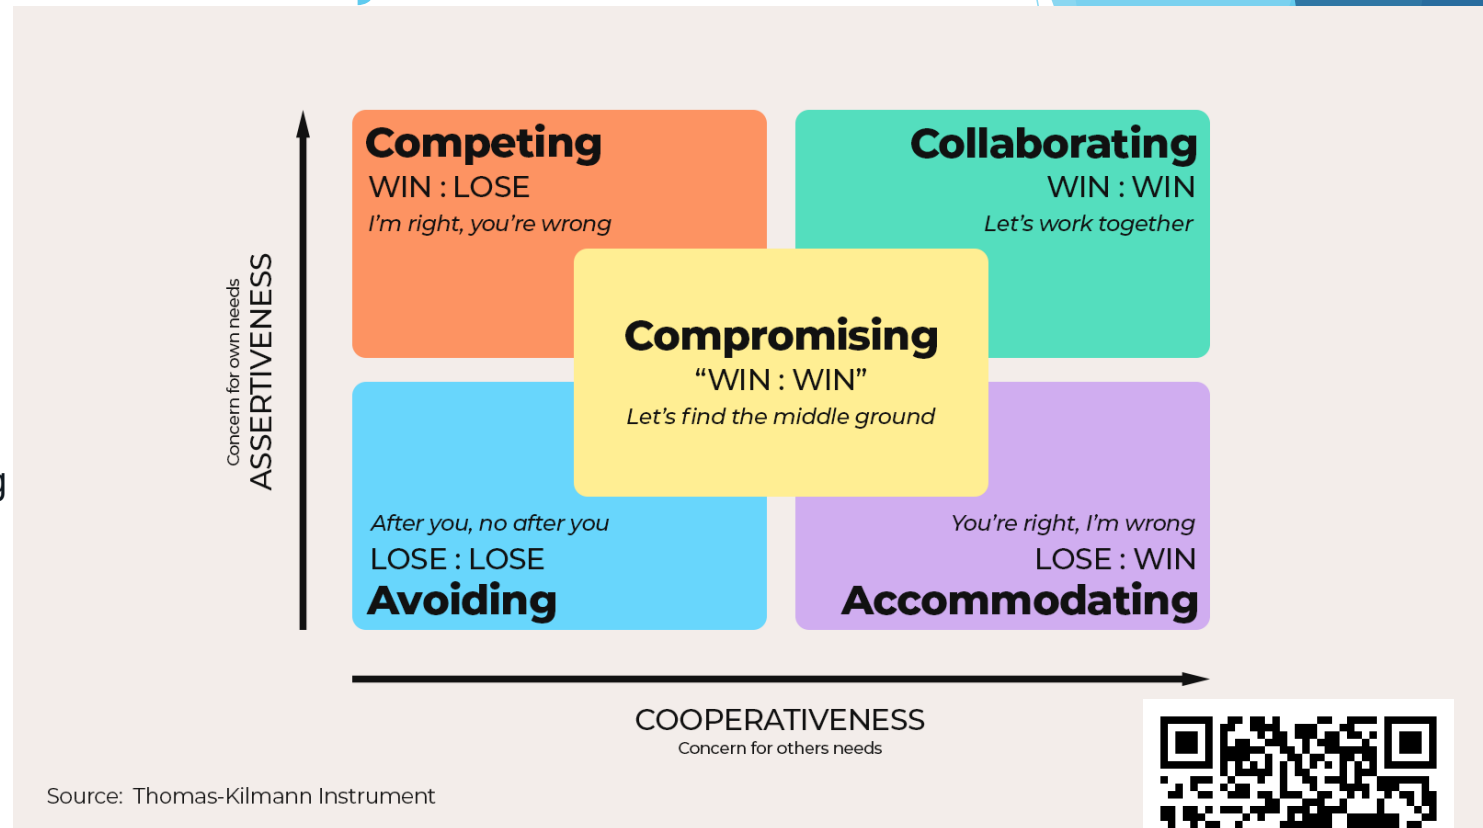 Competing
WIN : LOSE
I'm right, you're wrong
Collaborating
WIN : WIN
Let's work together
Compromising
“WIN : WIN”
Let's find the middle ground
After you, no after you
LOSE : LOSE
Avoiding
You're right, I'm wrong
LOSE : WIN
Accommodating
Concern for own needs
ASSERTIVENESS
COOPERATIVENESS
Concern for others needs
Source: Thomas-Kilmann Instrument
g